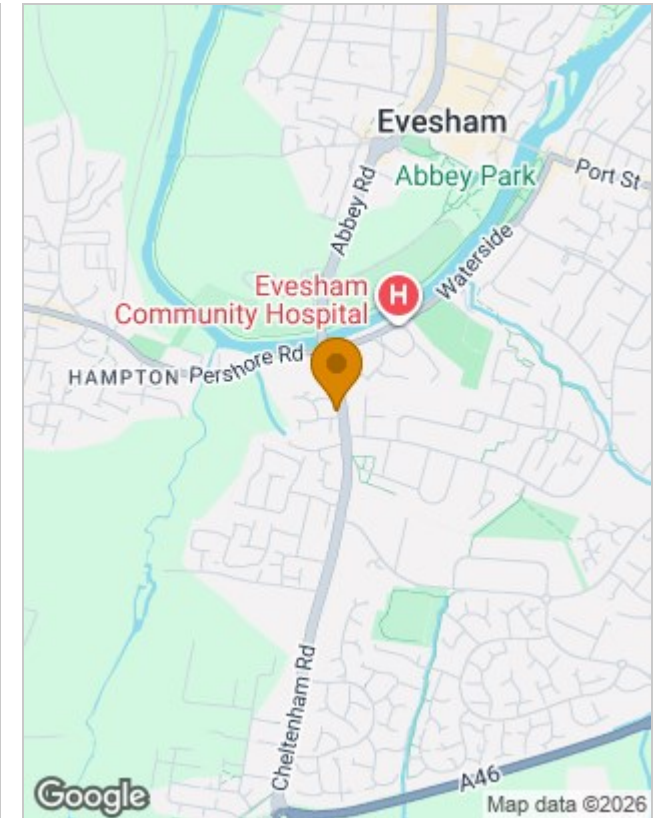 Evesham
Abbey Park
Port St
Abbey Rd
Waterside
Evesham
Community Hospital
H
HAMPTON
Pershore Rd
Cheltenham Rd
A46
Google
Map data ©2026